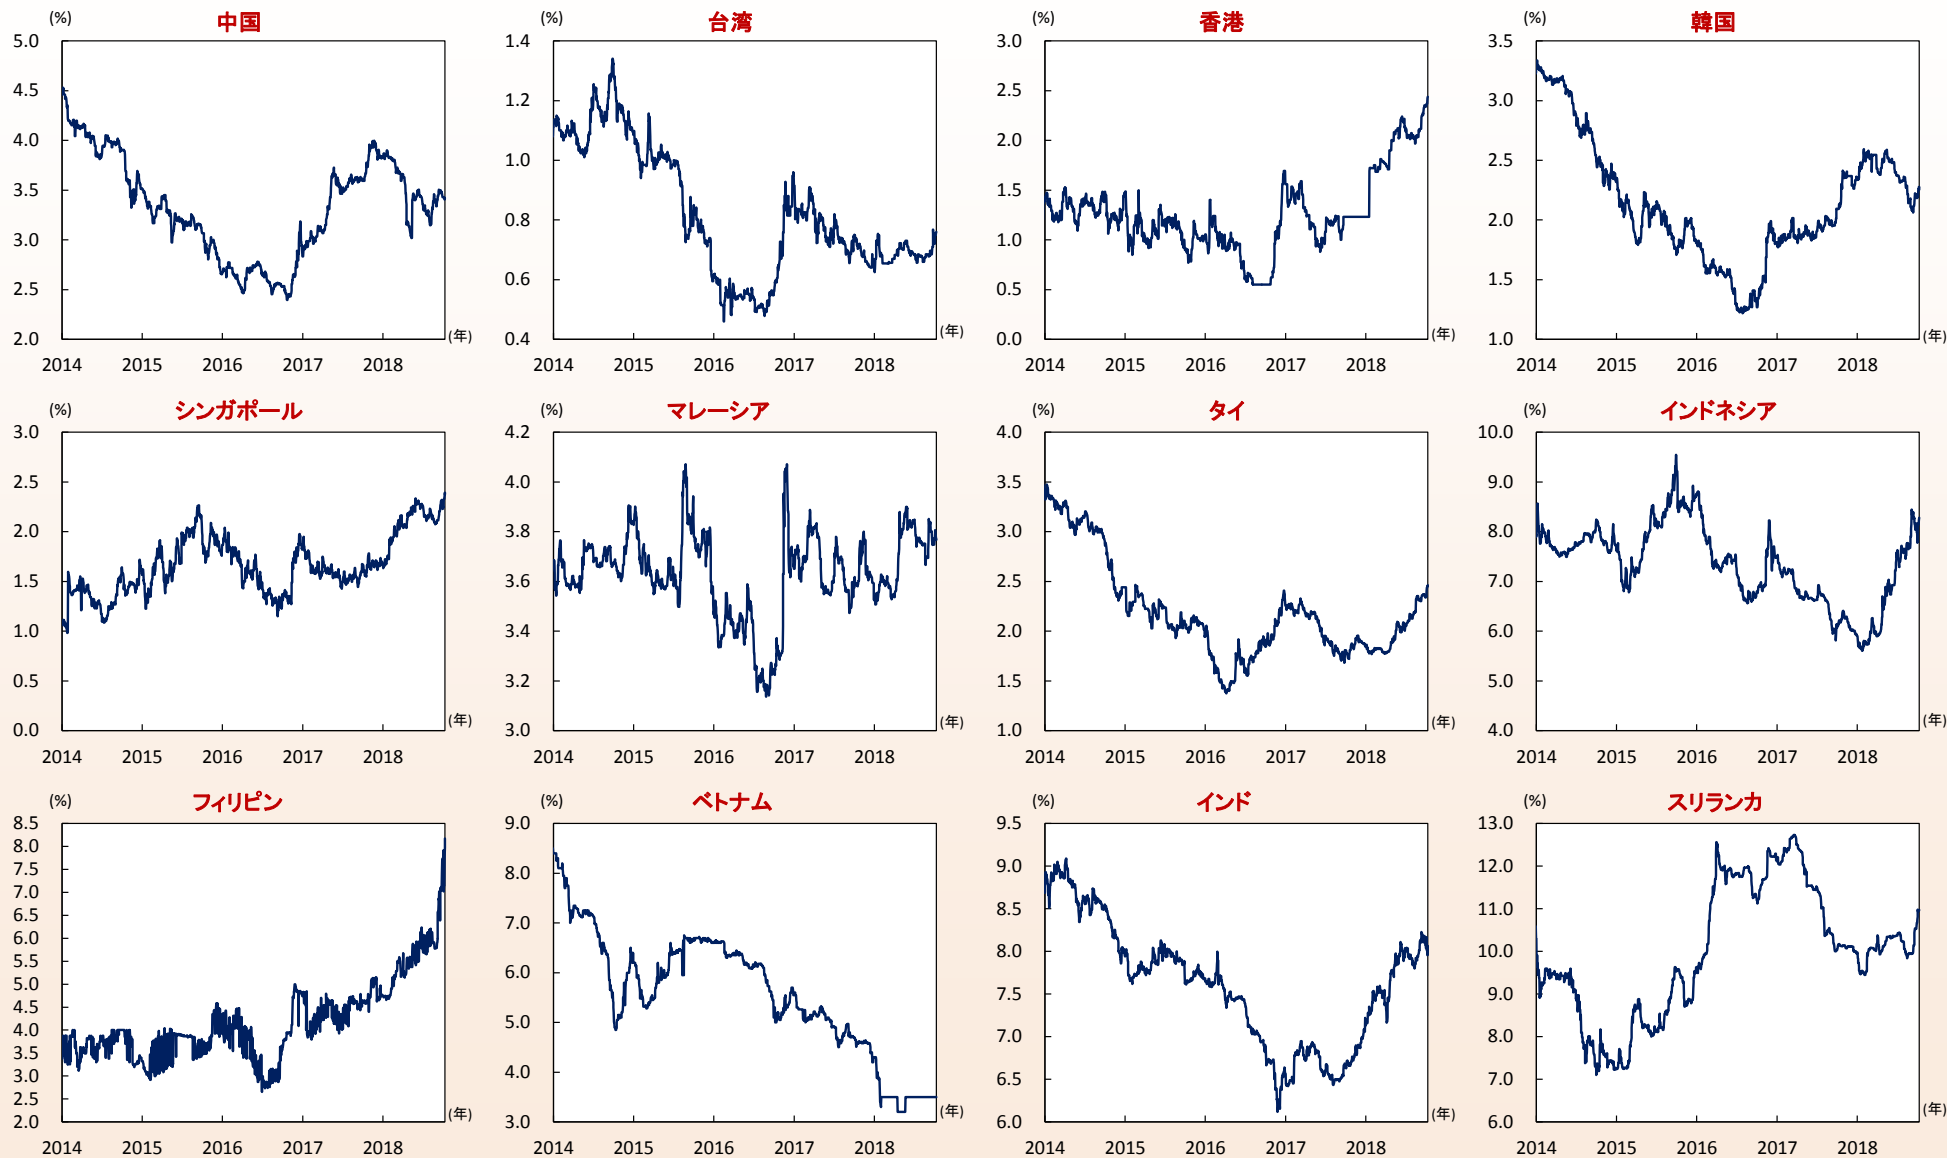 (%) 中国 (%) 台湾 (%) 香港 (%) 韓国
5.0 1.4 3.0 3.5
4.5 1.2 2.5 3.0
4.0 1.0 2.0 2.5
3.5 0.8 1.5 2.0
3.0 0.6 1.0 1.5
2.5 0.4 0.5 1.0
2.0 0.0
(年) (年) (年) (年)
2014 2015 2016 2017 2018 2014 2015 2016 2017 2018 2014 2015 2016 2017 2018 2014 2015 2016 2017 2018
(%) シンガポール (%) マレーシア (%) タイ (%) インドネシア
3.0 4.2 4.0 10.0
2.5 4.0 3.5 9.0
2.0 3.8 3.0 8.0
1.5 3.6 2.5 7.0
1.0 3.4 2.0 6.0
0.5 3.2 1.5 5.0
0.0 3.0 1.0 4.0
(年) (年) (年) (年)
2014 2015 2016 2017 2018 2014 2015 2016 2017 2018 2014 2015 2016 2017 2018 2014 2015 2016 2017 2018
(%) フィリピン (%) ベトナム (%) インド (%) スリランカ
8.5 9.0 9.5 13.0
8.0 8.0 9.0 12.0
7.5 7.0 8.5 11.0
7.0 6.0 8.0 10.0
6.5 5.0 7.5 9.0
6.0 4.0 7.0 8.0
5.5 3.0 6.5 7.0
5.0 6.0 6.0
4.5
4.0
3.5
3.0
2.5
2.0
(年) (年) (年) (年)
2014 2015 2016 2017 2018 2014 2015 2016 2017 2018 2014 2015 2016 2017 2018 2014 2015 2016 2017 2018